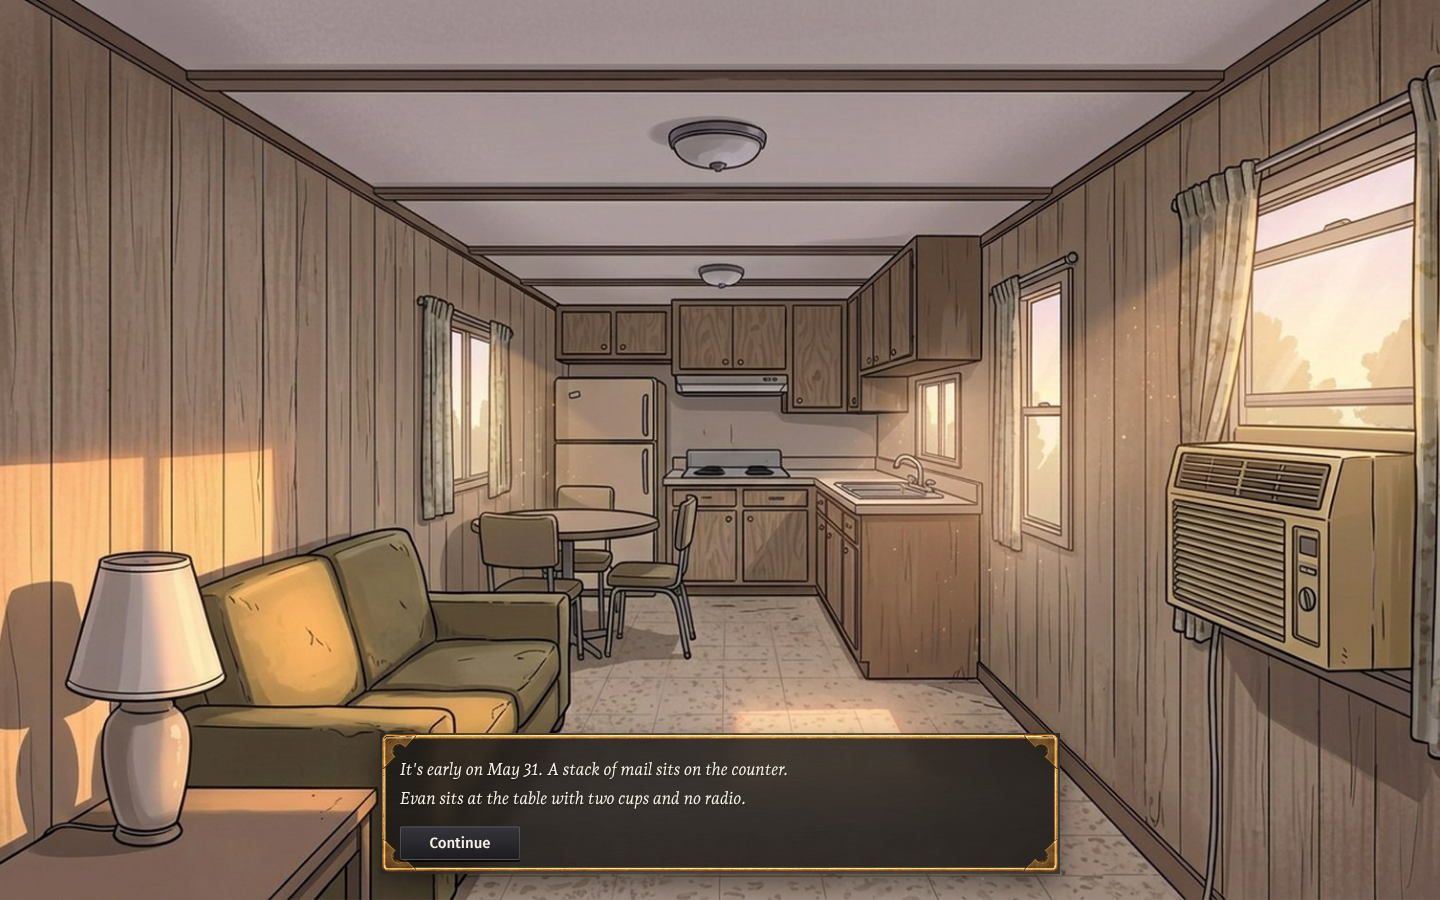 It's early on May 31. A stack of mail sits on the counter.
Evan sits at the table with two cups and no radio.
Continue